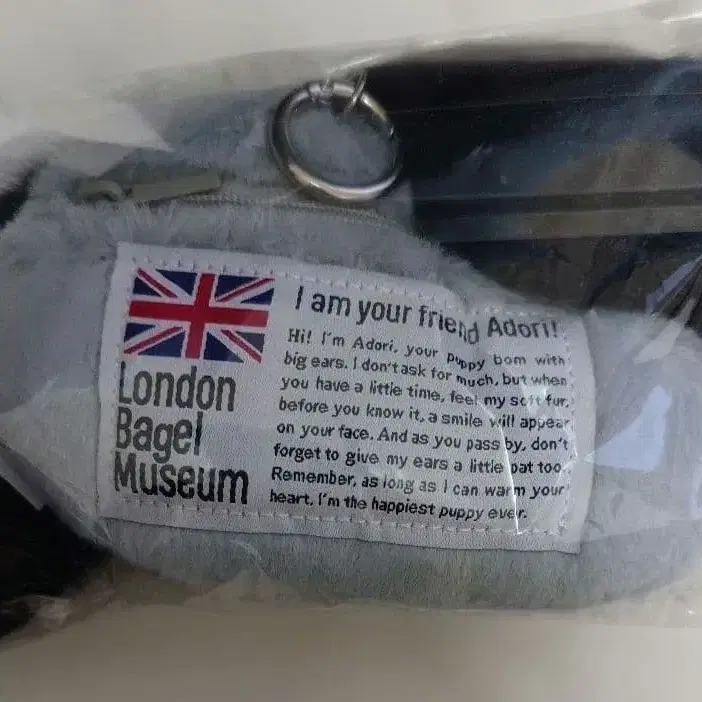 London
Bagel
Museum
I am your friend Adori!
Hi! I'm Adori, your puppy bom with
big ears. I don't ask for much, but when
you have a little time, feel my soft fur.
before you know it, a smile will appear
on your face. And as you pass by, don't
forget to give my ears a little pat too.
Remember, as long as I can warm your
heart, I'm the happiest puppy ever.